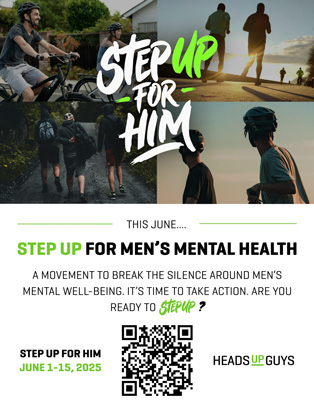 STEP UP
- FOR -
HIM
THIS JUNE....
STEP UP FOR MEN'S MENTAL HEALTH
A MOVEMENT TO BREAK THE SILENCE AROUND MEN'S
MENTAL WELL-BEING. IT'S TIME TO TAKE ACTION. ARE YOU
READY TO STEP UP ?
STEP UP FOR HIM
JUNE 1-15, 2025
HEADS UP GUYS